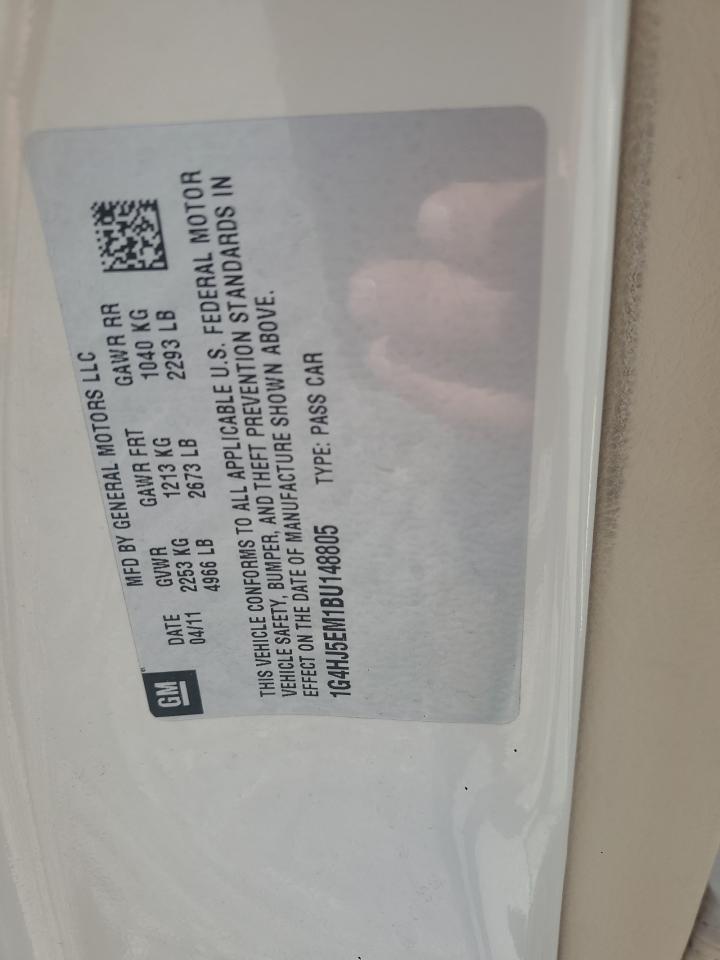 GM
MFD BY GENERAL MOTORS LLC
DATE GVWR GAWR FRT GAWR RR
04/11 2253 KG 1213 KG 1040 KG
4966 LB 2673 LB 2293 LB
THIS VEHICLE CONFORMS TO ALL APPLICABLE U.S. FEDERAL MOTOR
VEHICLE SAFETY, BUMPER, AND THEFT PREVENTION STANDARDS IN
EFFECT ON THE DATE OF MANUFACTURE SHOWN ABOVE.
1G4HJ5EM1BU148805 TYPE: PASS CAR